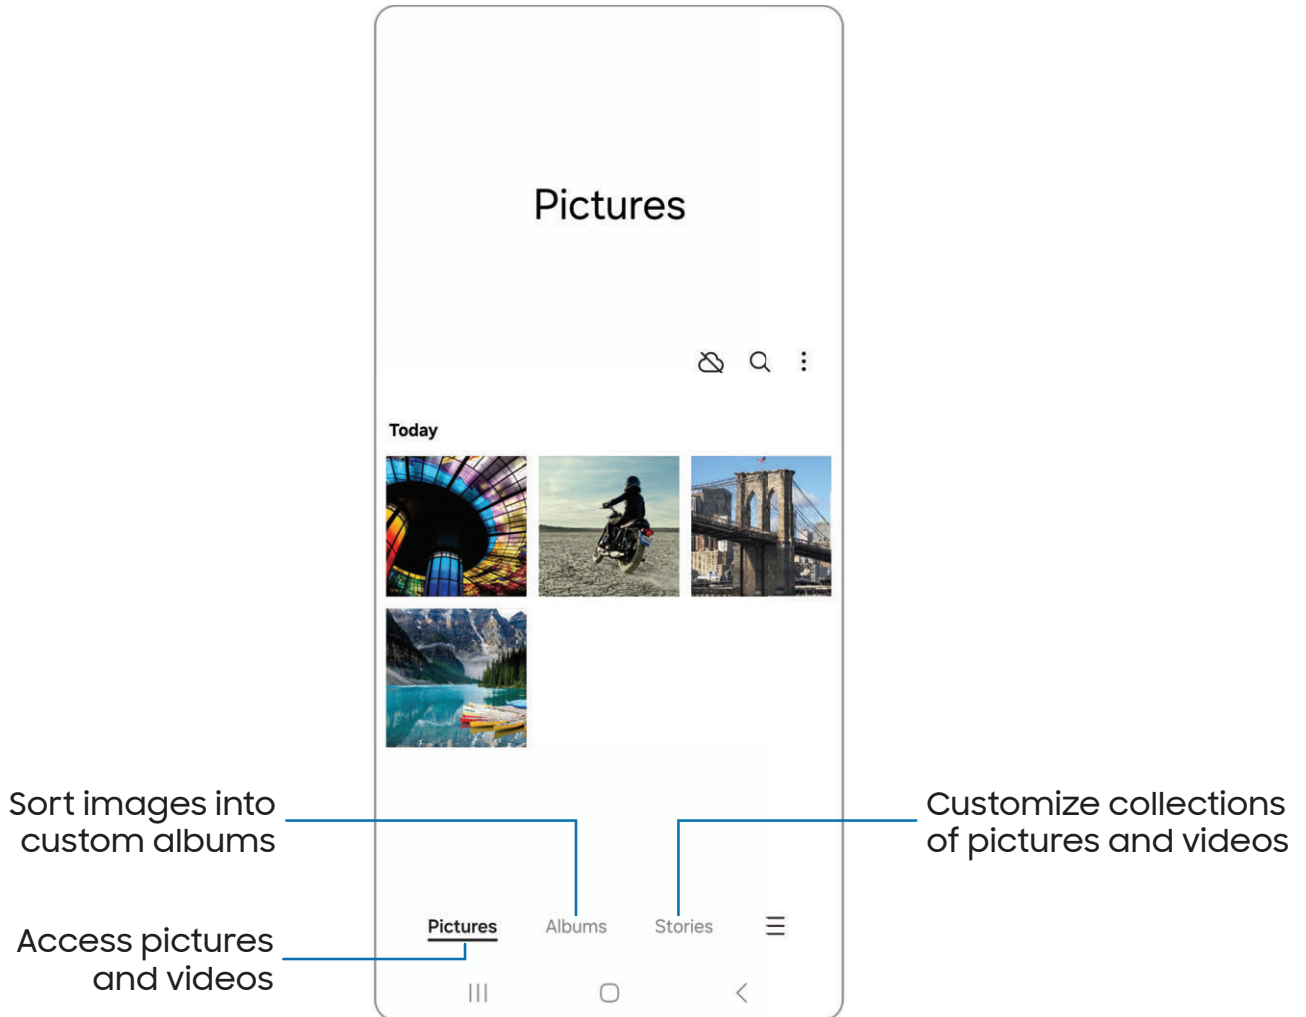 Pictures
Today
Sort images into
custom albums
Customize collections
of pictures and videos
Pictures
Albums
Stories
Access pictures
and videos